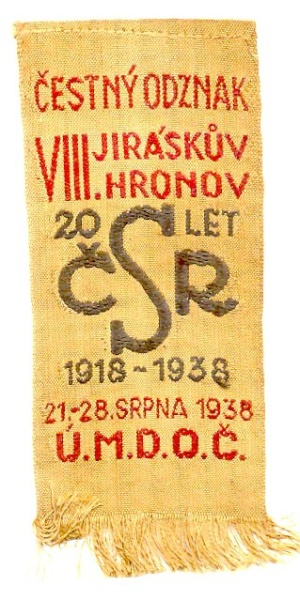 ČESTNÝ ODZNAK
VIII. JIRÁSKŮV
HRONOV
20 LET
ČSR
1918-1938
21.-28. SRPNA 1938
Ú.M.D.O.Č.